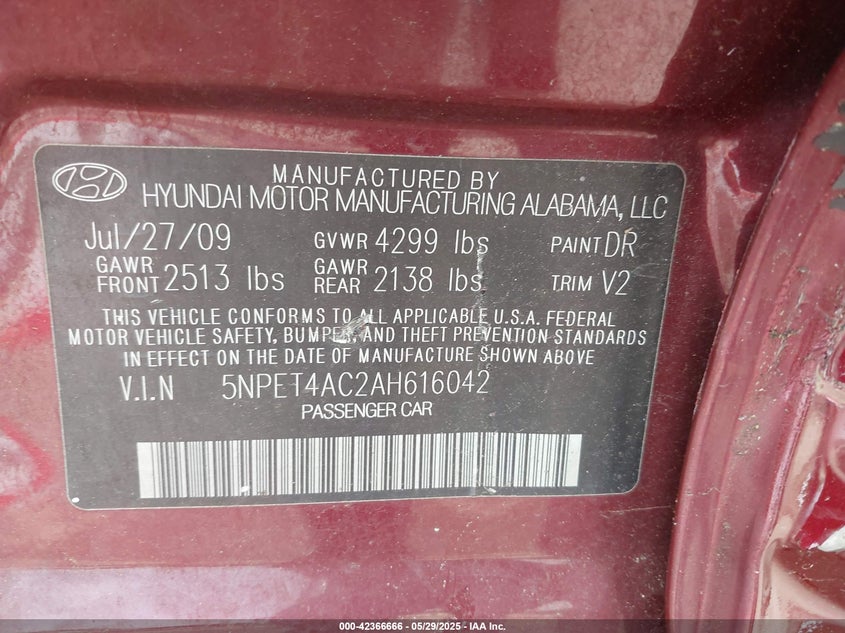 MANUFACTURED BY
HYUNDAI MOTOR MANUFACTURING ALABAMA, LLC
Jul/27/09 GVWR 4299 lbs PAINT DR
GAWR FRONT 2513 lbs GAWR REAR 2138 lbs TRIM V2
THIS VEHICLE CONFORMS TO ALL APPLICABLE U.S.A. FEDERAL
MOTOR VEHICLE SAFETY, BUMPER, AND THEFT PREVENTION STANDARDS
IN EFFECT ON THE DATE OF MANUFACTURE SHOWN ABOVE
V.I.N 5NPET4AC2AH616042
PASSENGER CAR
000-42366666 - 05/29/2025 - IAA Inc.